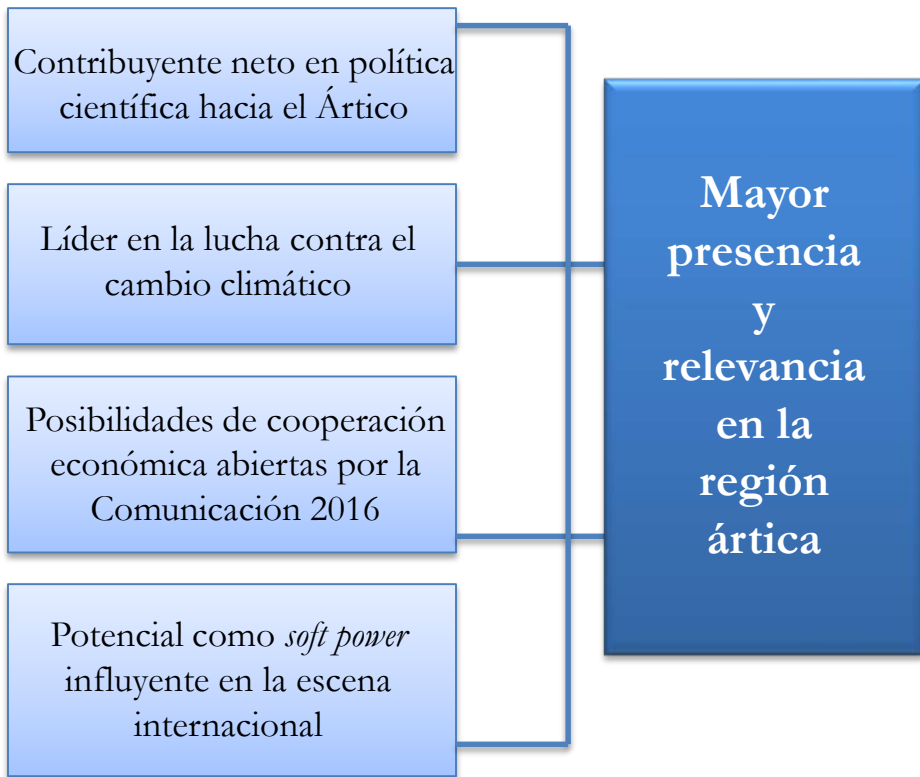 Contribuyente neto en política
científica hacia el Ártico
Líder en la lucha contra el
cambio climático
Posibilidades de cooperación
económica abiertas por la
Comunicación 2016
Potencial como soft power
influyente en la escena
internacional
Mayor
presencia
y
relevancia
en la
región
ártica